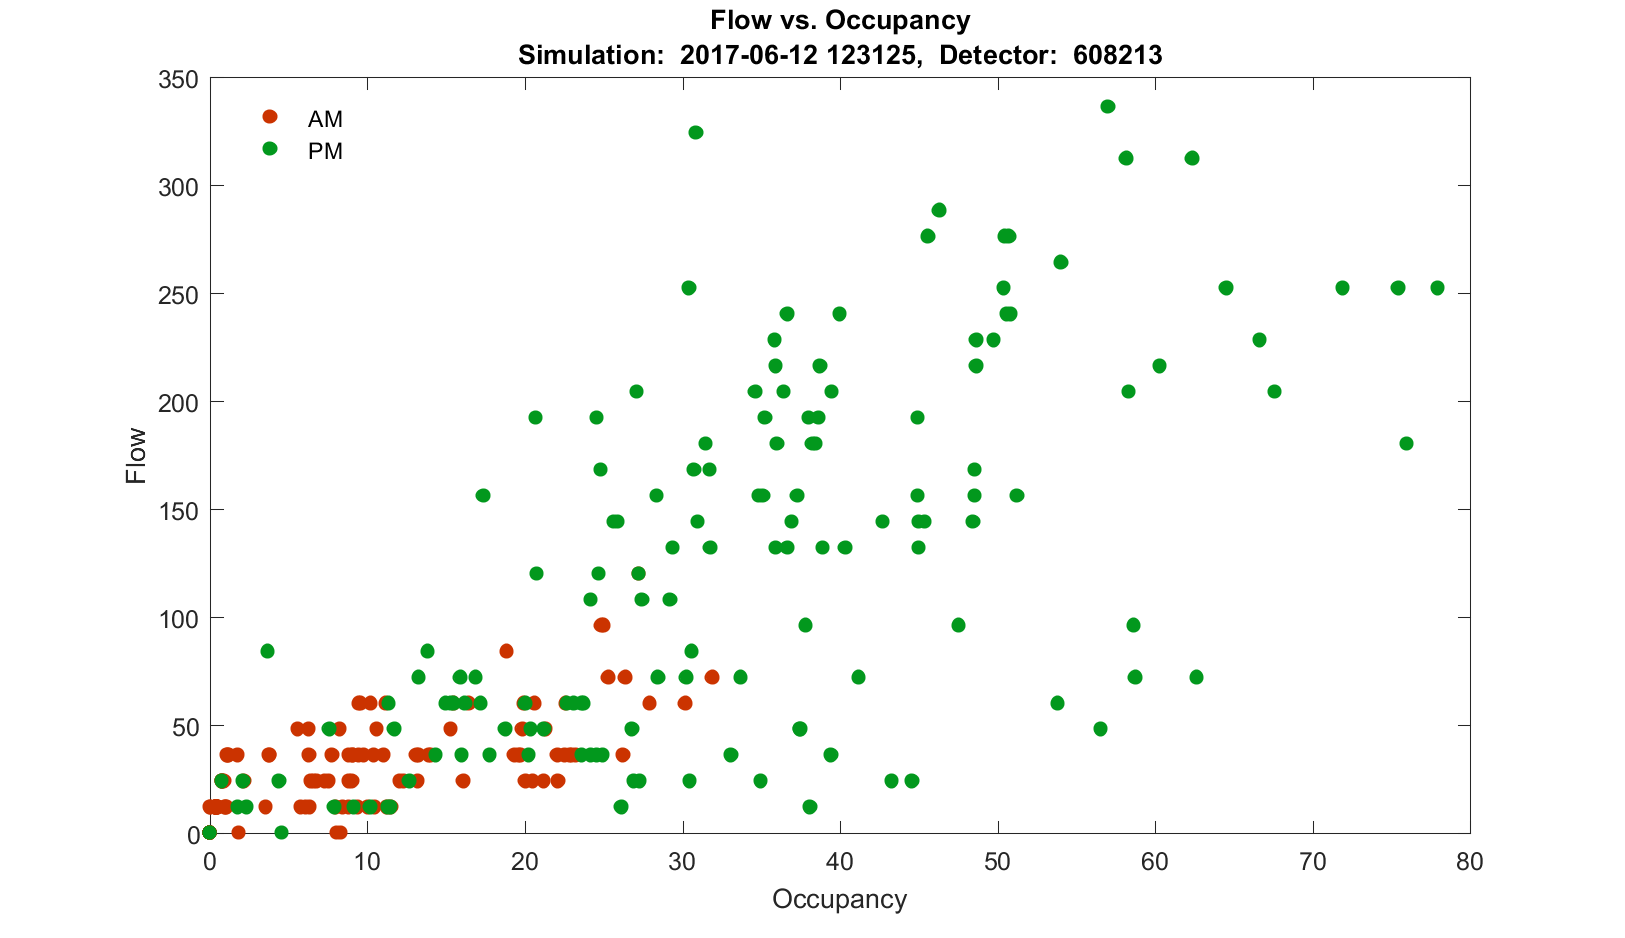 Flow vs. Occupancy
Simulation:  2017-06-12 123125,  Detector:  608213
350
300
250
200
150
100
50
0
Flow
AM
PM
0 10 20 30 40 50 60 70 80
Occupancy